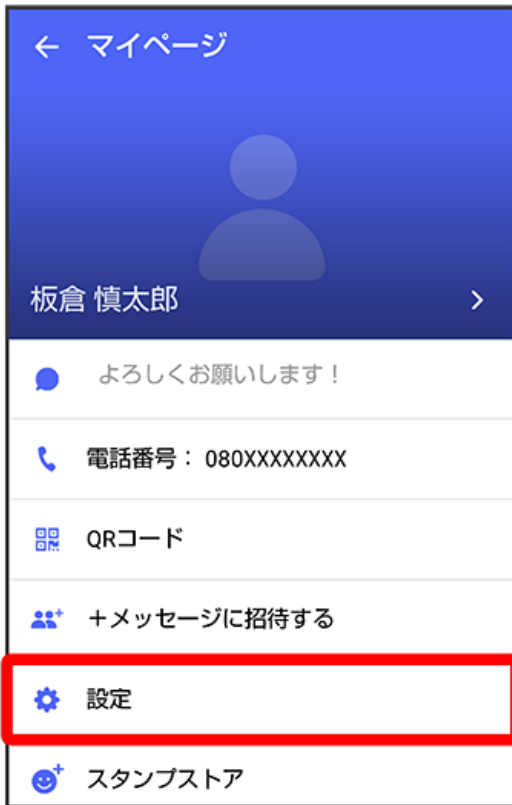 マイページ
板倉 慎太郎
よろしくお願いします！
電話番号： 080XXXXXXXX
QRコード
＋メッセージに招待する
設定
スタンプストア